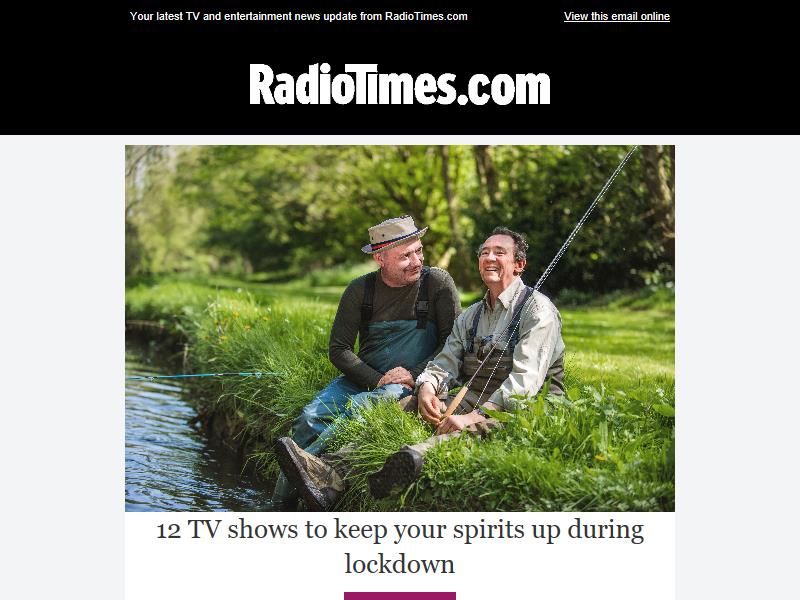 Your latest TV and entertainment news update from RadioTimes.com
View this email online
RadioTimes.com
12 TV shows to keep your spirits up during
lockdown